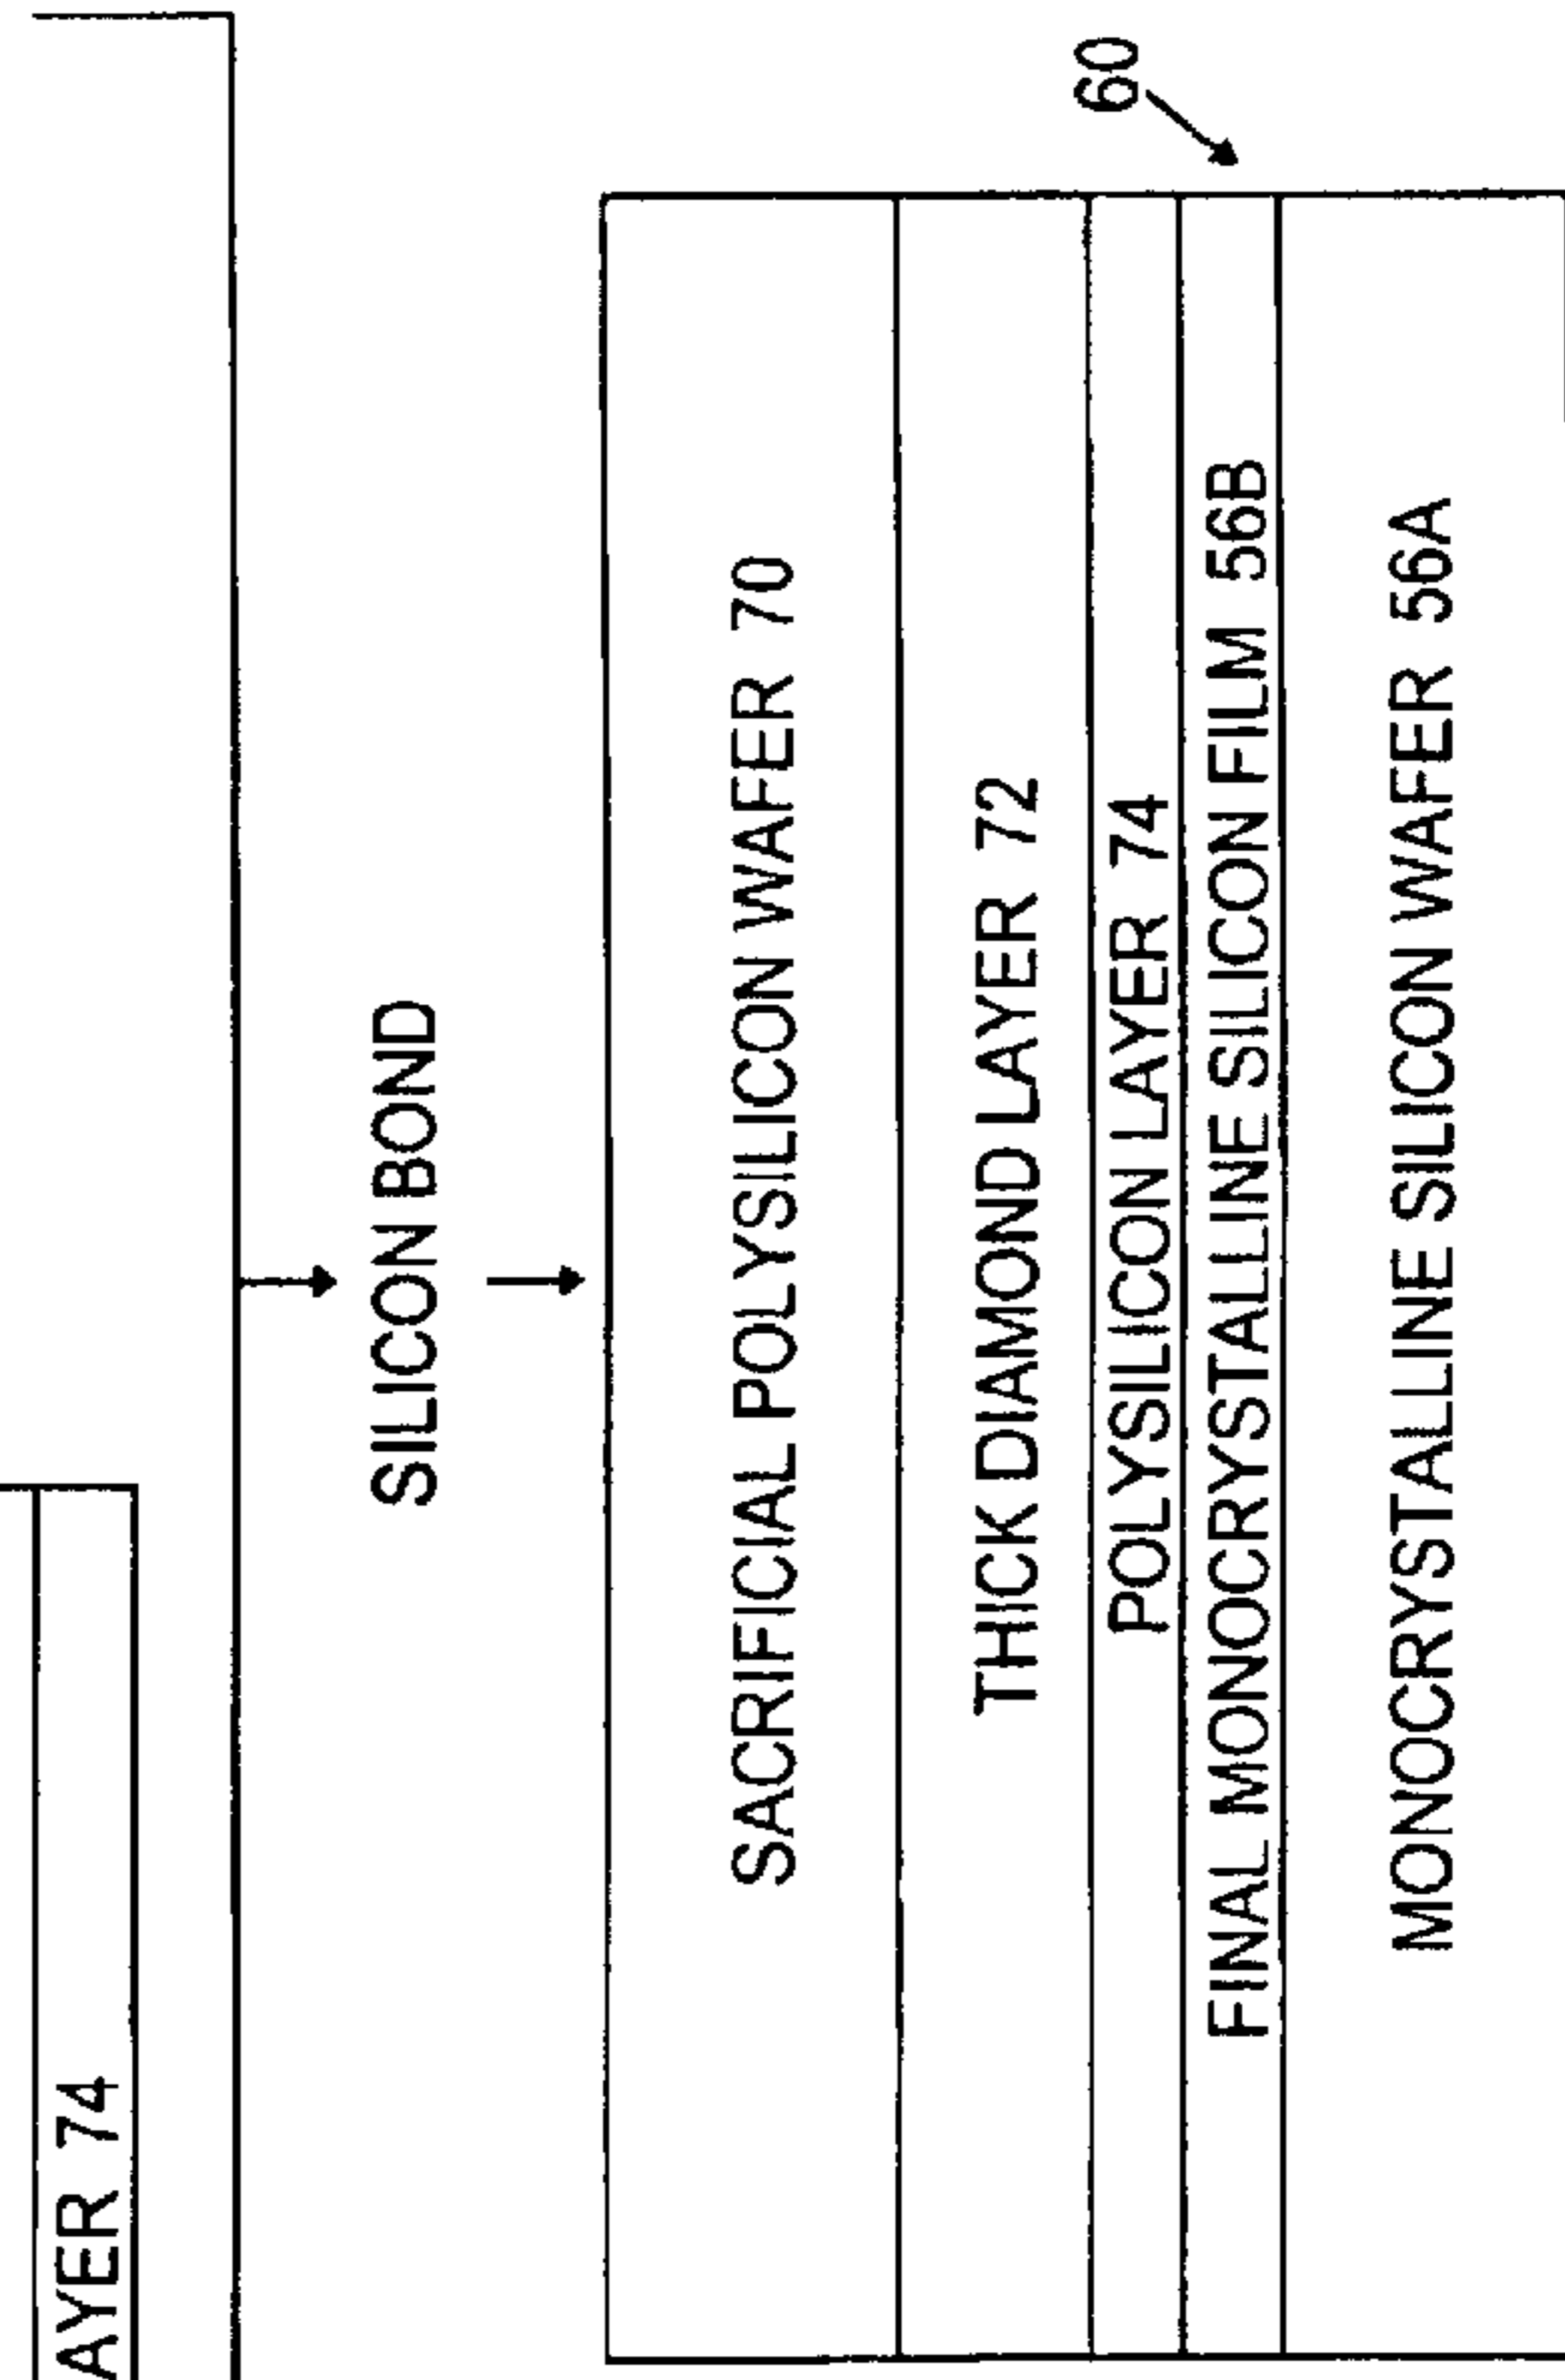 AYER 74
SILICON BOND
60
SACRIFICIAL POLYSILICON WAFER 70
THICK DIAMOND LAYER 72
POLYSILICON LAYER 74
FINAL MONOCRYSTALLINE SILICON FILM 56B
MONOCRYSTALLINE SILICON WAFER 56A